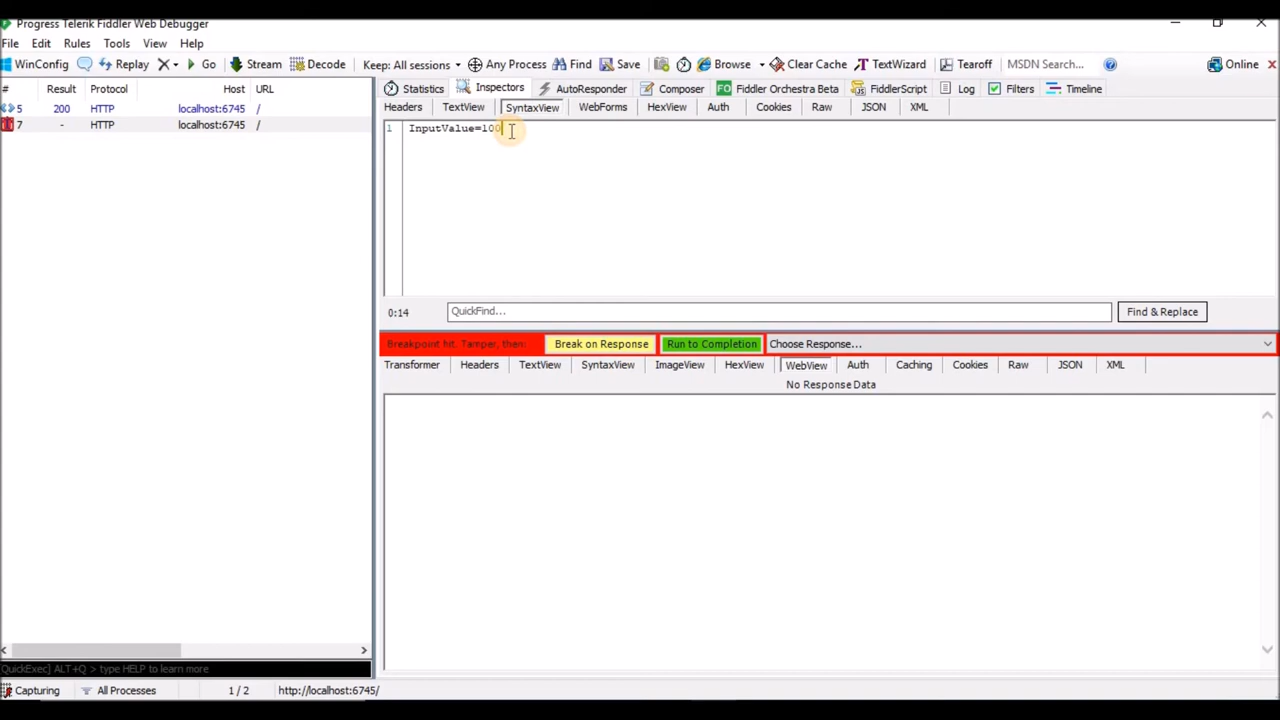 Progress Telerik Fiddler Web Debugger
File Edit Rules Tools View Help
WinConfig Replay Go Stream Decode Keep: All sessions Any Process Find Save Browse Clear Cache TextWizard Tearoff MSDN Search... Online
# Result Protocol Host URL
5 200 HTTP localhost:6745 /
7 - HTTP localhost:6745 /
Statistics Inspectors AutoResponder Composer FO Fiddler Orchestra Beta FiddlerScript Log Filters Timeline
Headers TextView SyntaxView WebForms HexView Auth Cookies Raw JSON XML
1 InputValue=100
0:14 QuickFind... Find & Replace
Breakpoint hit. Tamper, then: Break on Response Run to Completion Choose Response...
Transformer Headers TextView SyntaxView ImageView HexView WebView Auth Caching Cookies Raw JSON XML
No Response Data
[QuickExec] ALT+Q > type HELP to learn more
Capturing All Processes 1 / 2 http://localhost:6745/